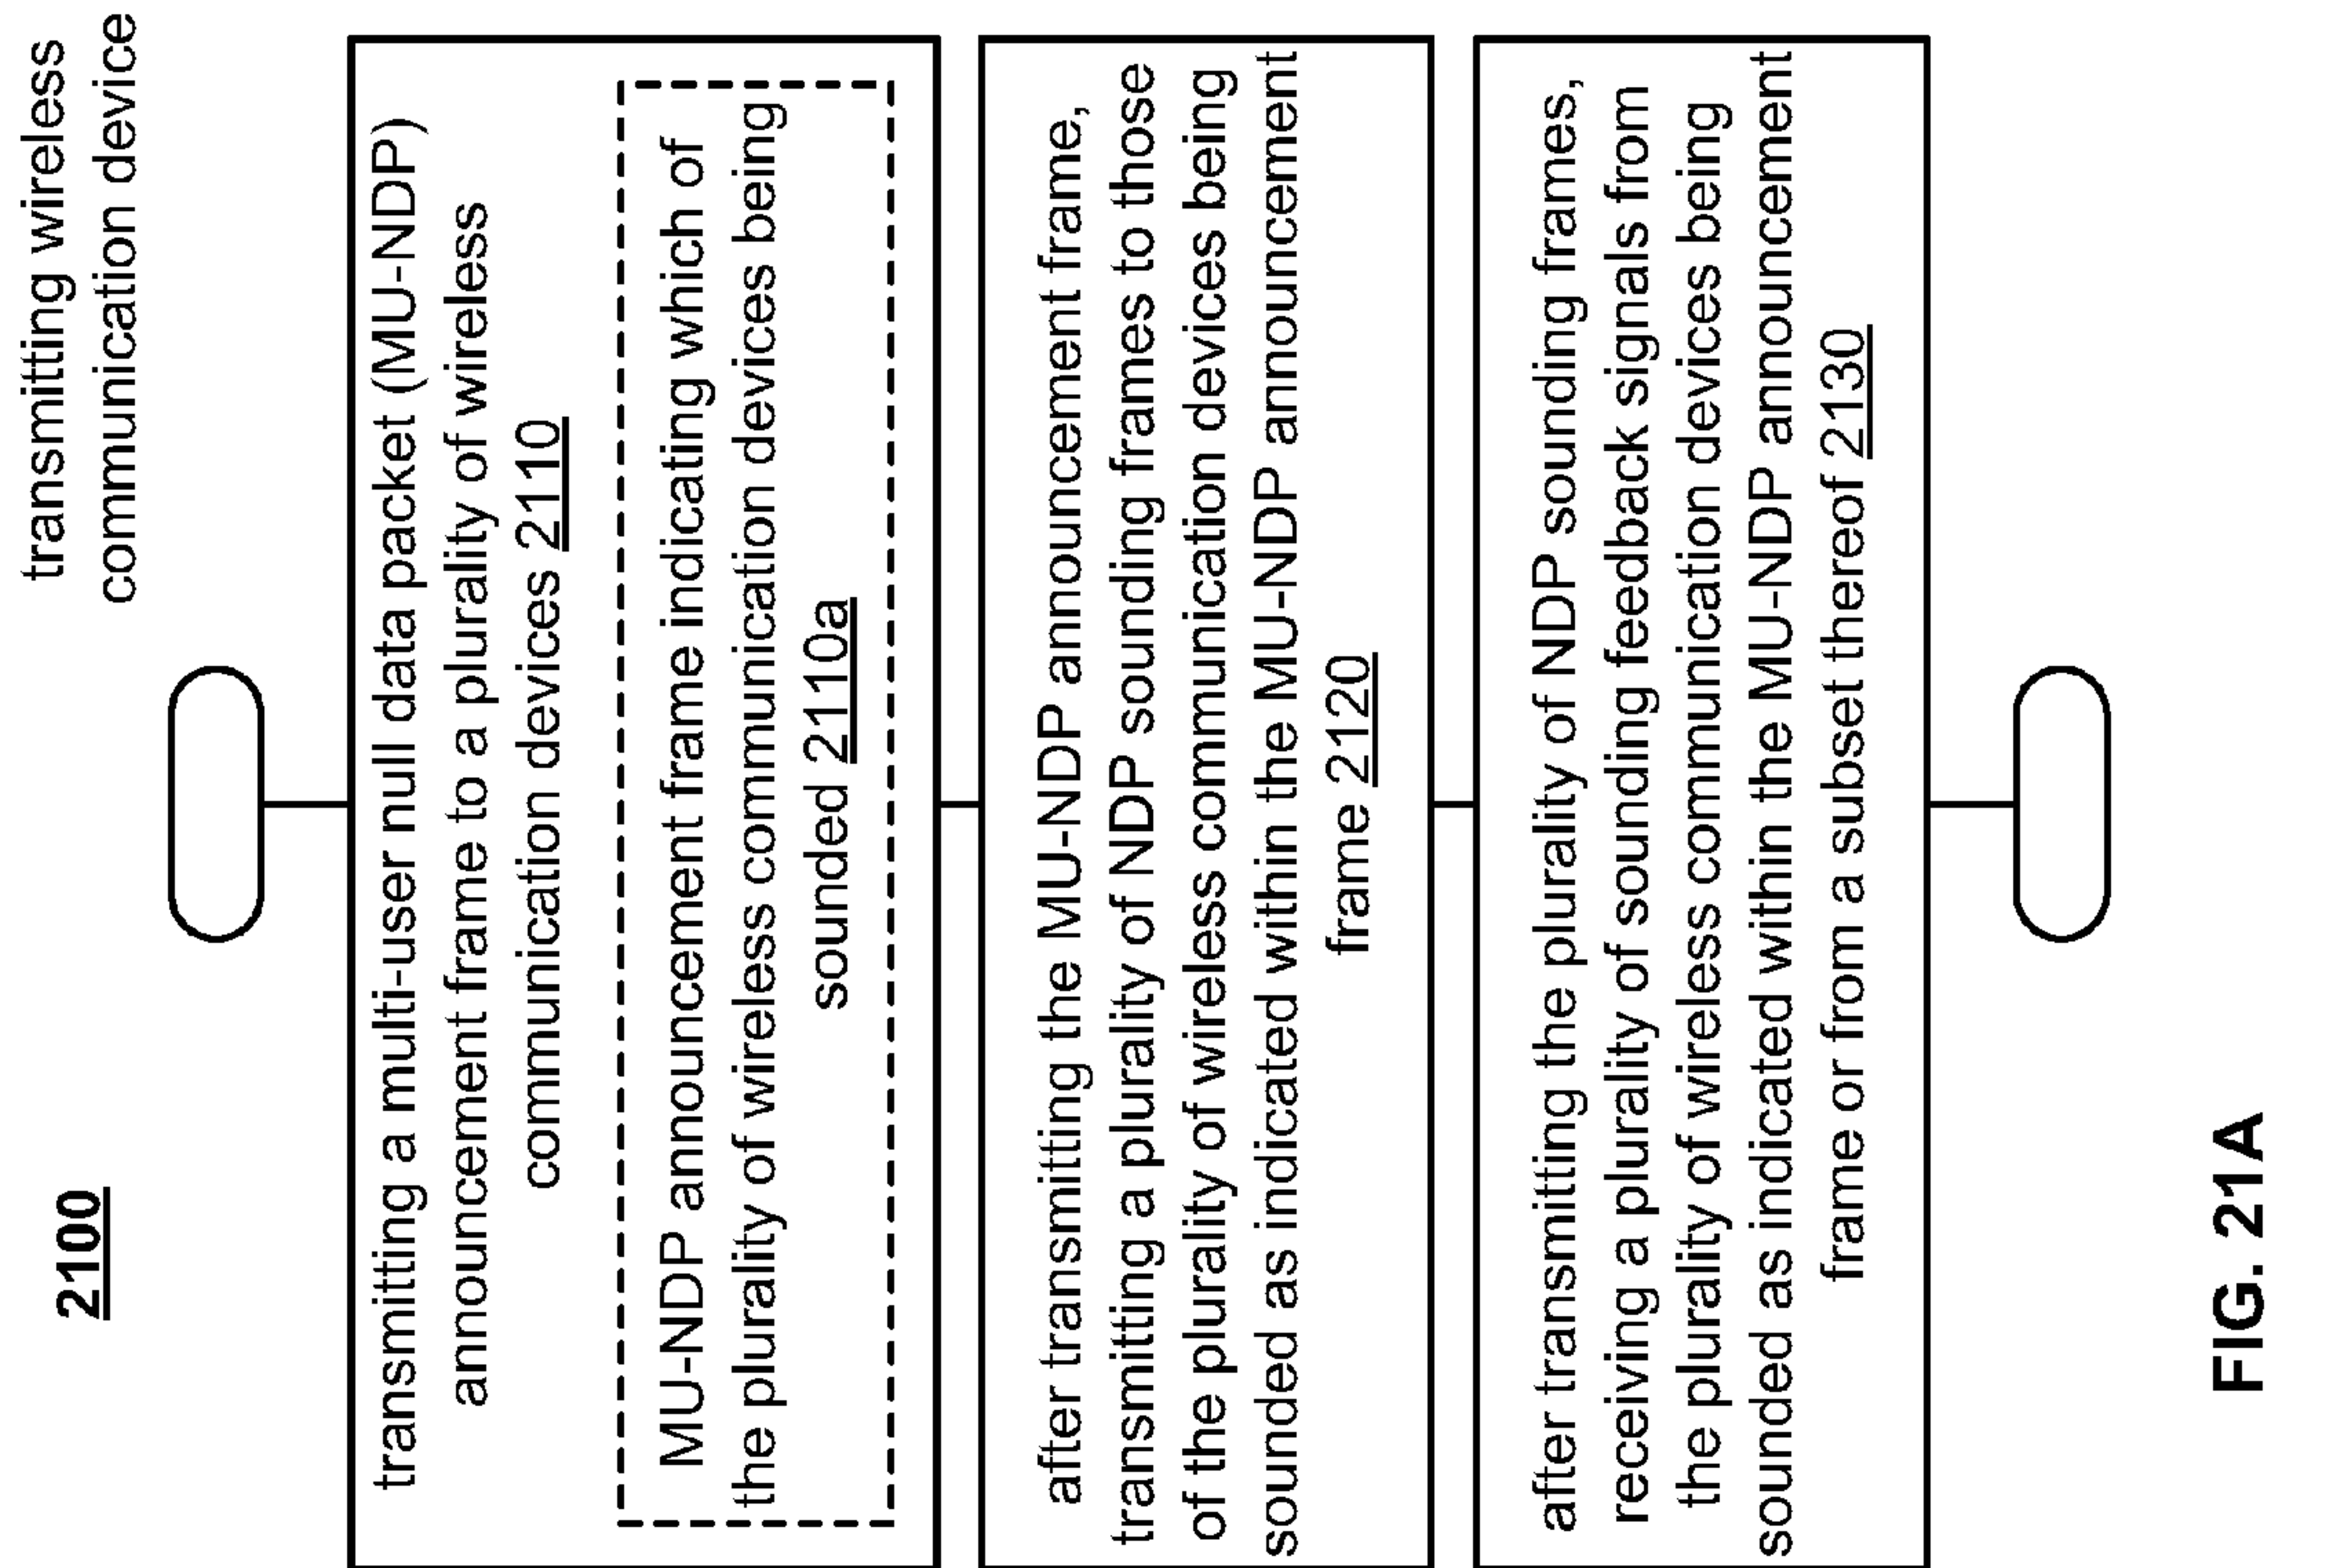 2100
transmitting wireless
communication device
transmitting a multi-user null data packet (MU-NDP)
announcement frame to a plurality of wireless
communication devices 2110
MU-NDP announcement frame indicating which of
the plurality of wireless communication devices being
sounded 2110a
after transmitting the MU-NDP announcement frame,
transmitting a plurality of NDP sounding frames to those
of the plurality of wireless communication devices being
sounded as indicated within the MU-NDP announcement
frame 2120
after transmitting the plurality of NDP sounding frames,
receiving a plurality of sounding feedback signals from
the plurality of wireless communication devices being
sounded as indicated within the MU-NDP announcement
frame or from a subset thereof 2130
FIG. 21A